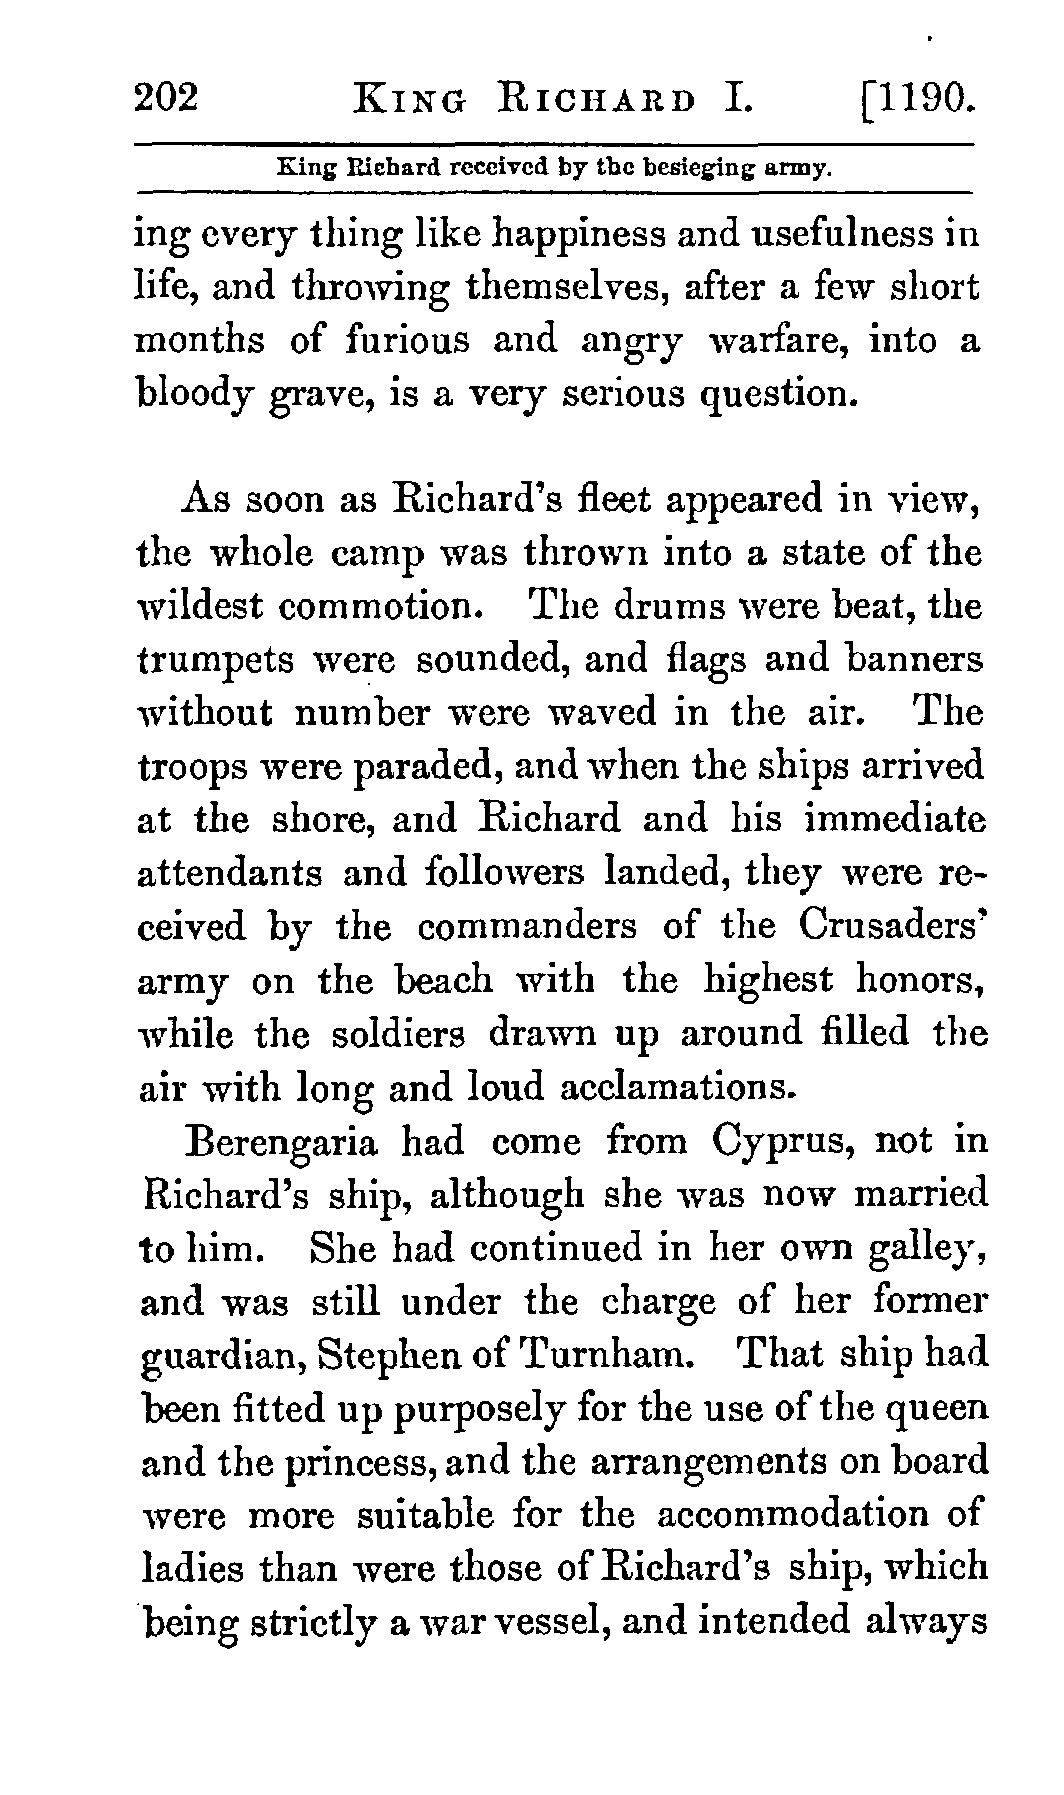 202 King Richard I. [1190.
King Richard received by the besieging army.
ing every thing like happiness and usefulness in
life, and throwing themselves, after a few short
months of furious and angry warfare, into a
bloody grave, is a very serious question.
As soon as Richard's fleet appeared in view,
the whole camp was thrown into a state of the
wildest commotion. The drums were beat, the
trumpets were sounded, and flags and banners
without number were waved in the air. The
troops were paraded, and when the ships arrived
at the shore, and Richard and his immediate
attendants and followers landed, they were re-
ceived by the commanders of the Crusaders'
army on the beach with the highest honors,
while the soldiers drawn up around filled the
air with long and loud acclamations.
Berengaria had come from Cyprus, not in
Richard's ship, although she was now married
to him. She had continued in her own galley,
and was still under the charge of her former
guardian, Stephen of Turnham. That ship had
been fitted up purposely for the use of the queen
and the princess, and the arrangements on board
were more suitable for the accommodation of
ladies than were those of Richard's ship, which
being strictly a war vessel, and intended always